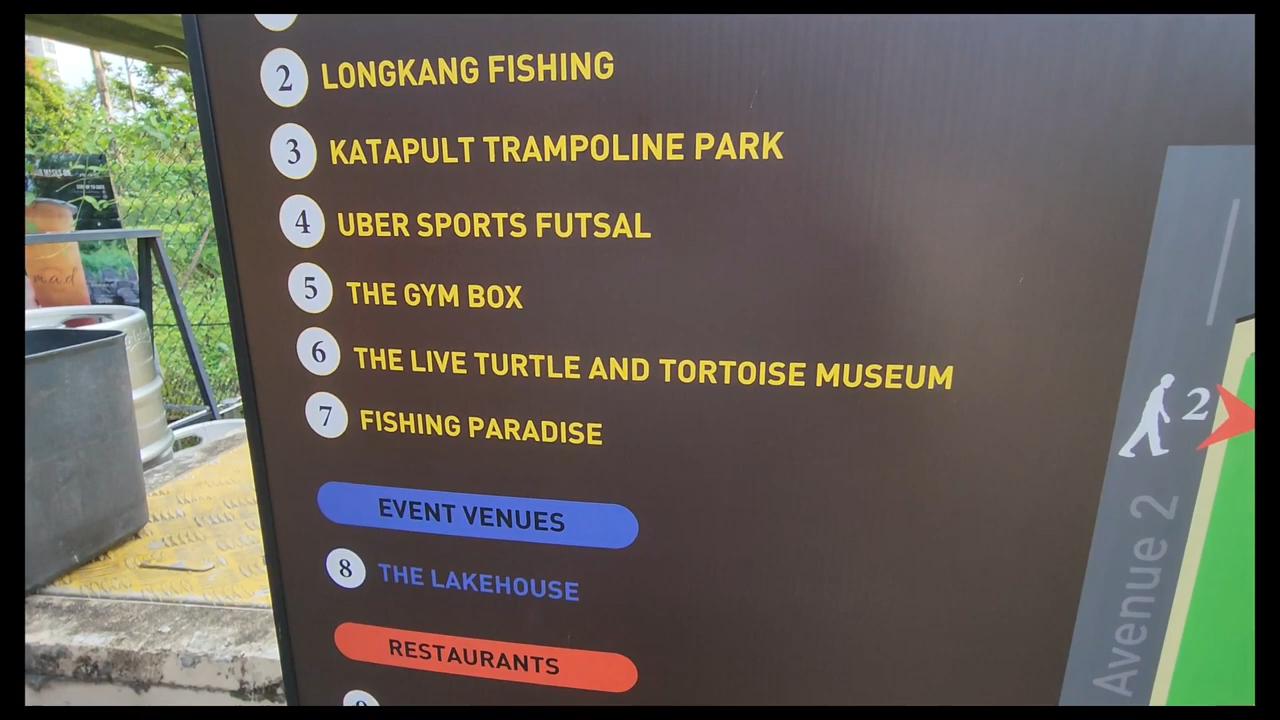 2 LONGKANG FISHING
3 KATAPULT TRAMPOLINE PARK
4 UBER SPORTS FUTSAL
5 THE GYM BOX
6 THE LIVE TURTLE AND TORTOISE MUSEUM
7 FISHING PARADISE
EVENT VENUES
8 THE LAKEHOUSE
RESTAURANTS
2
Avenue 2